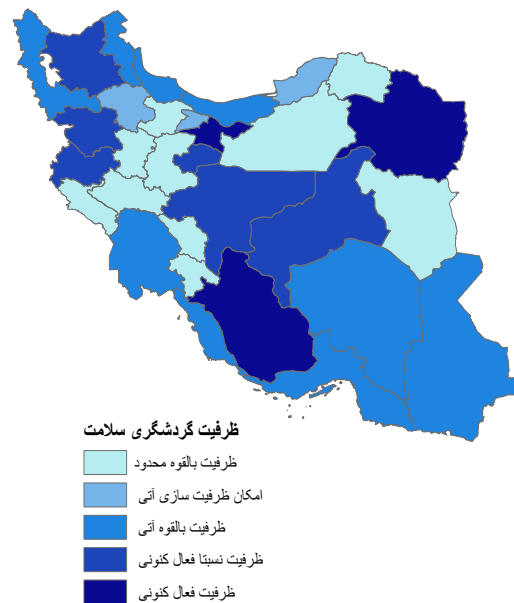 ظرفیت گردشگری سلامت
ظرفیت بالقوه محدود
امکان ظرفیت سازی آتی
ظرفیت بالقوه آتی
ظرفیت نسبتا فعال کنونی
ظرفیت فعال کنونی